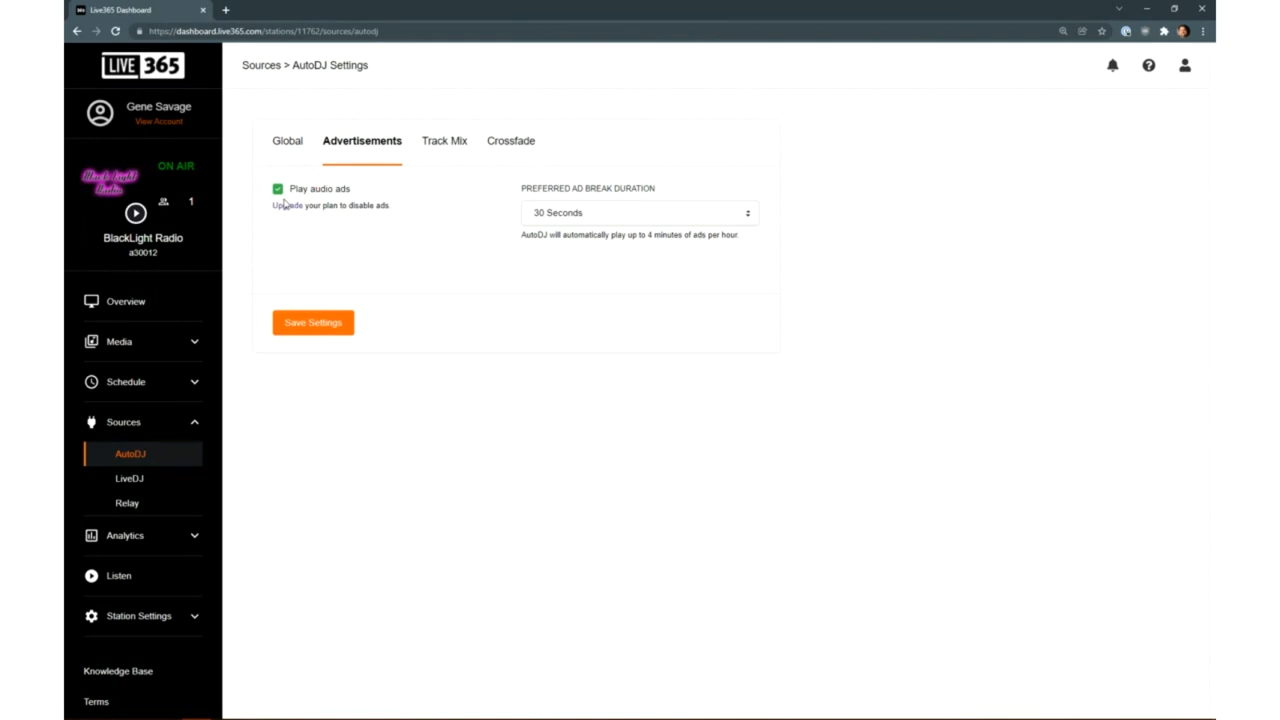 Live365 Dashboard
https://dashboard.live365.com/stations/11762/sources/autodj
LIVE 365
Sources > AutoDJ Settings
Gene Savage
View Account
ON AIR
Black Light
Radio
1
BlackLight Radio
a30012
Global Advertisements Track Mix Crossfade
Play audio ads
Upgrade your plan to disable ads
PREFERRED AD BREAK DURATION
30 Seconds
AutoDJ will automatically play up to 4 minutes of ads per hour.
Save Settings
Overview
Media
Schedule
Sources
AutoDJ
LiveDJ
Relay
Analytics
Listen
Station Settings
Knowledge Base
Terms